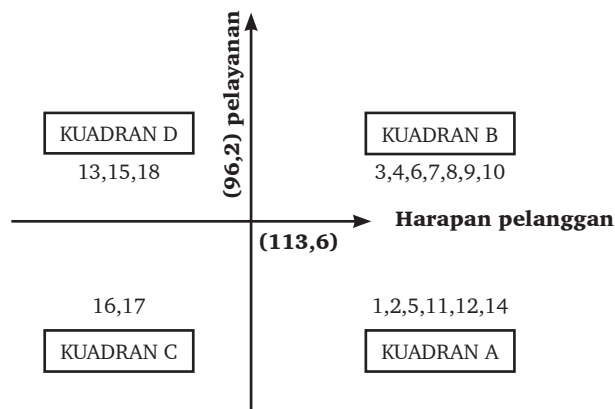 (96,2) pelayanan
KUADRAN D
13,15,18
KUADRAN B
3,4,6,7,8,9,10
Harapan pelanggan
(113,6)
16,17
KUADRAN C
1,2,5,11,12,14
KUADRAN A